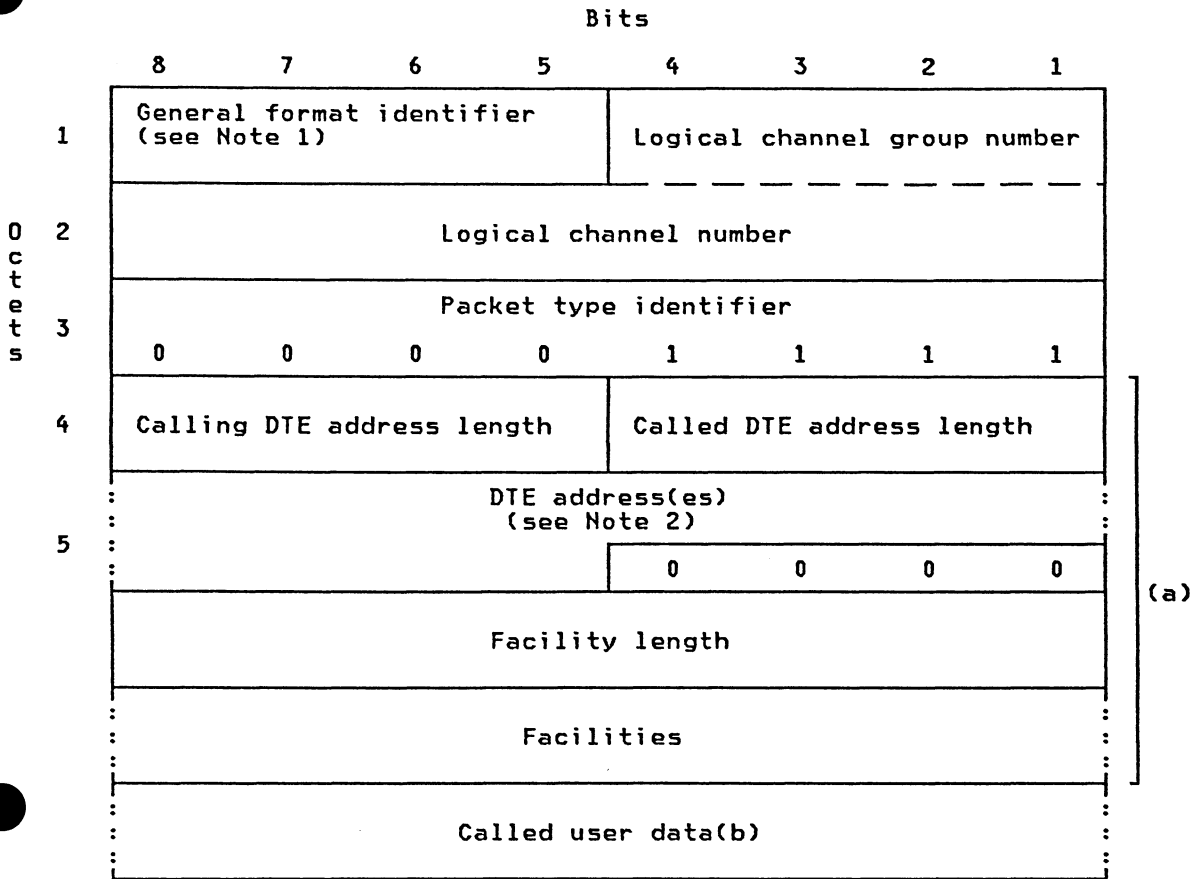 Bits
8 7 6 5 4 3 2 1
General format identifier
1 (see Note 1) Logical channel group number
Octets
2 Logical channel number
Packet type identifier
3
0 0 0 0 1 1 1 1
4 Calling DTE address length Called DTE address length
DTE address(es)
(see Note 2)
5
0 0 0 0
(a)
Facility length
Facilities
Called user data(b)